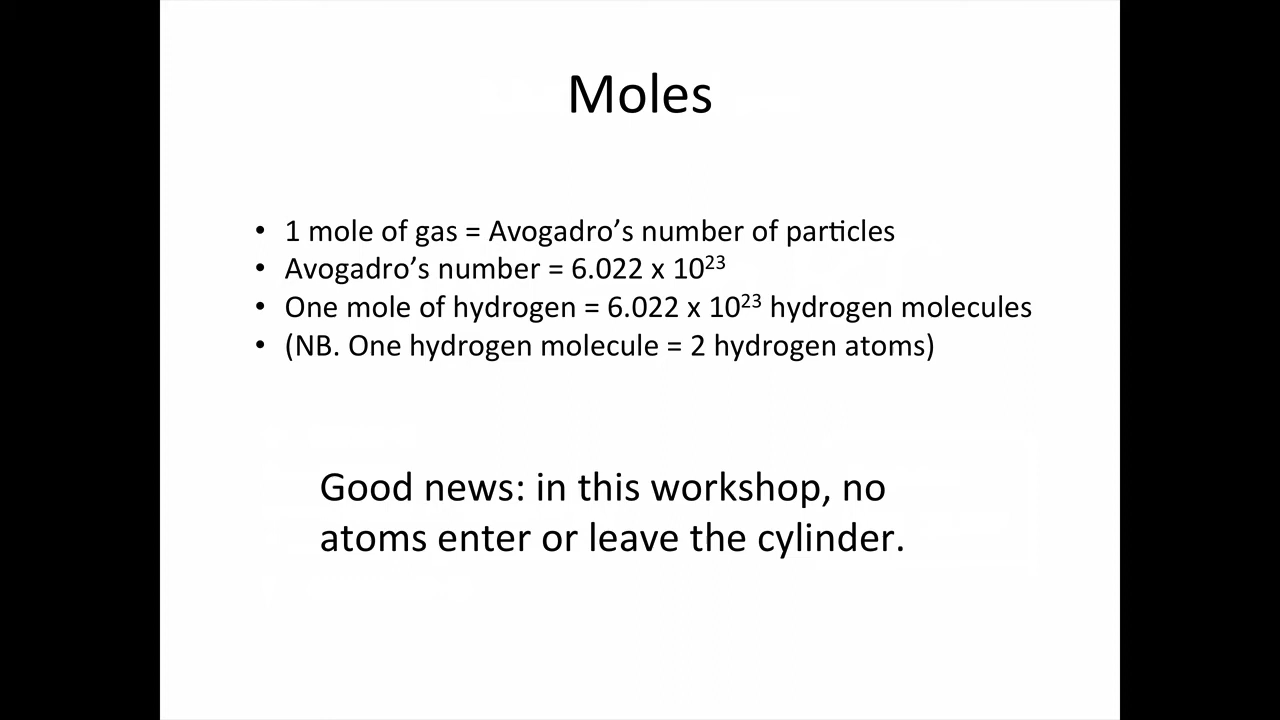 Moles
• 1 mole of gas = Avogadro’s number of particles
• Avogadro’s number = 6.022 x 10²³
• One mole of hydrogen = 6.022 x 10²³ hydrogen molecules
• (NB. One hydrogen molecule = 2 hydrogen atoms)
Good news: in this workshop, no
atoms enter or leave the cylinder.